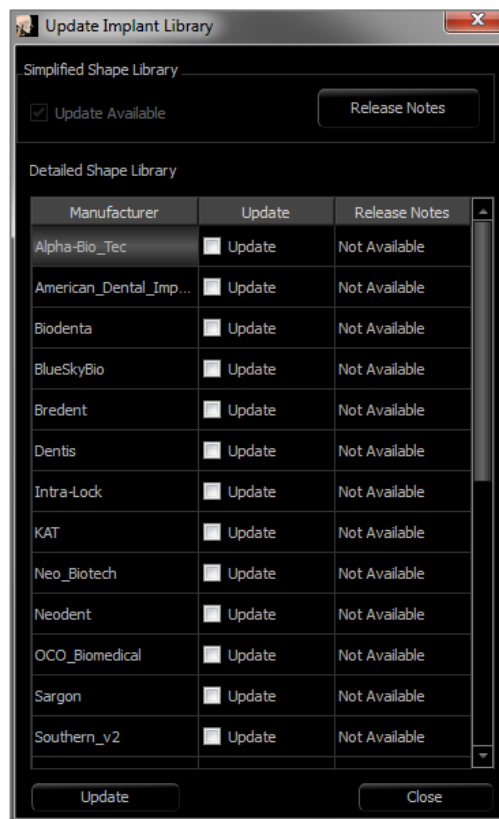 Update Implant Library
Simplified Shape Library
Update Available
Release Notes
Detailed Shape Library
Manufacturer Update Release Notes
Alpha-Bio_Tec Update Not Available
American_Dental_Imp... Update Not Available
Biodenta Update Not Available
BlueSkyBio Update Not Available
Bredent Update Not Available
Dentis Update Not Available
Intra-Lock Update Not Available
KAT Update Not Available
Neo_Biotech Update Not Available
Neodent Update Not Available
OCO_Biomedical Update Not Available
Sargon Update Not Available
Southern_v2 Update Not Available
Update Close